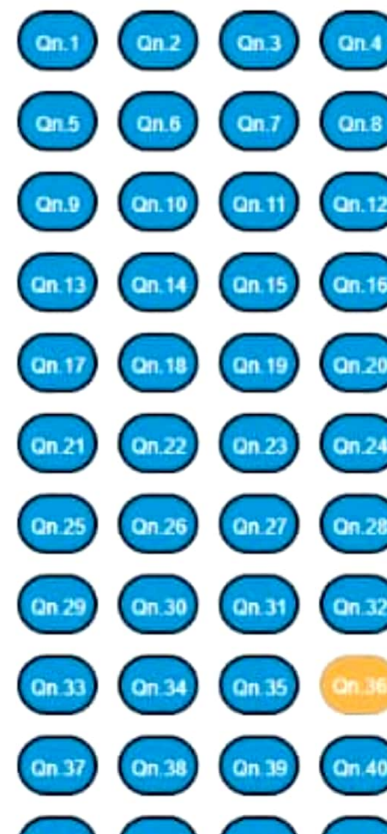 Qn.1 Qn.2 Qn.3 Qn.4
Qn.5 Qn.6 Qn.7 Qn.8
Qn.9 Qn.10 Qn.11 Qn.12
Qn.13 Qn.14 Qn.15 Qn.16
Qn.17 Qn.18 Qn.19 Qn.20
Qn.21 Qn.22 Qn.23 Qn.24
Qn.25 Qn.26 Qn.27 Qn.28
Qn.29 Qn.30 Qn.31 Qn.32
Qn.33 Qn.34 Qn.35 Qn.36
Qn.37 Qn.38 Qn.39 Qn.40